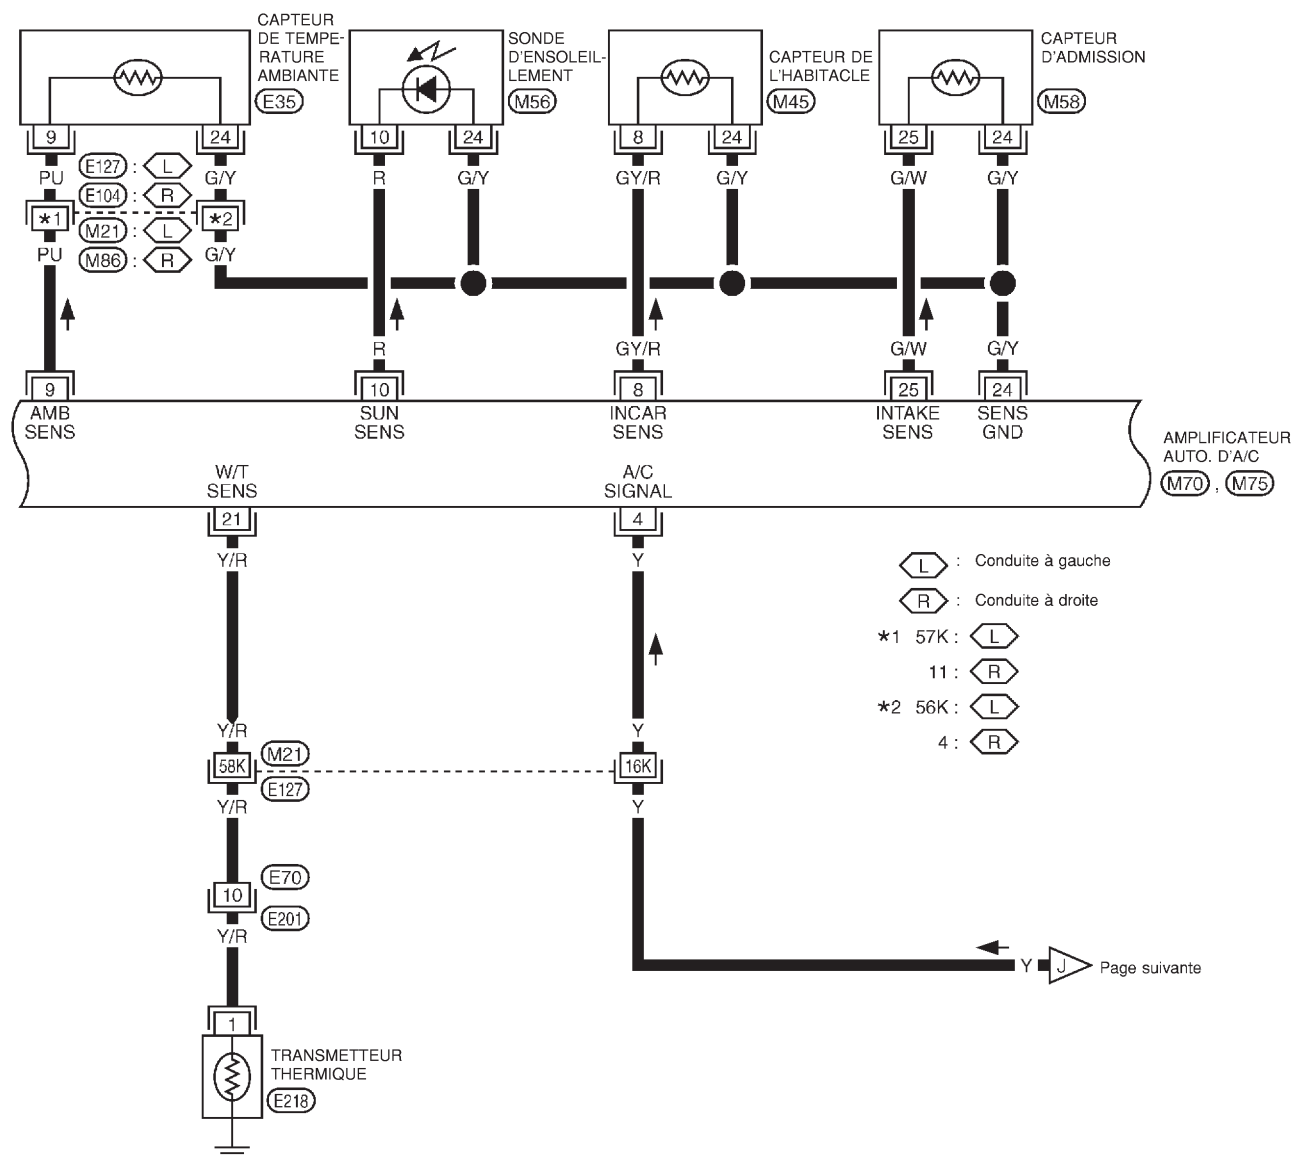 CAPTEUR
DE TEMPE-
RATURE
AMBIANTE
E35
SONDE
D'ENSOLEIL-
LEMENT
M56
CAPTEUR DE
L'HABITACLE
M45
CAPTEUR
D'ADMISSION
M58
9 24 10 24 8 24 25 24
PU G/Y R G/Y GY/R G/Y G/W G/Y
E127 : L
E104 : R
*1 *2
M21 : L
M86 : R
PU G/Y
R GY/R G/W G/Y
9 10 8 25 24
AMB
SENS
SUN
SENS
INCAR
SENS
INTAKE
SENS
SENS
GND
AMPLIFICATEUR
AUTO. D'A/C
M70 , M75
W/T
SENS
A/C
SIGNAL
21 4
Y/R Y
L : Conduite à gauche
R : Conduite à droite
*1 57K : L
11 : R
*2 56K : L
4 : R
Y/R Y
58K M21 16K
E127
Y/R Y
10 E70
E201
Y/R
Y J Page suivante
1
TRANSMETTEUR
THERMIQUE
E218